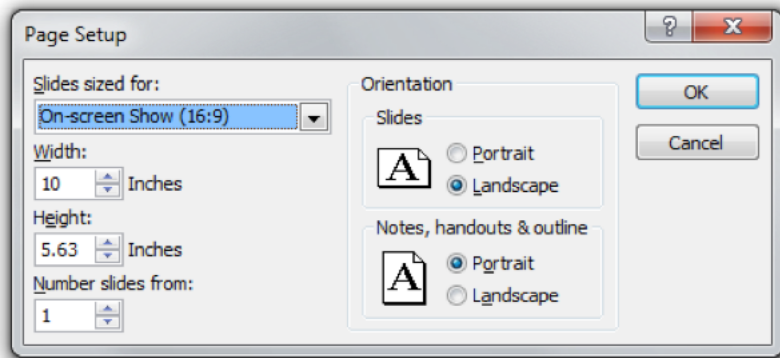 Page Setup
Slides sized for:
On-screen Show (16:9)
Width:
10 Inches
Height:
5.63 Inches
Number slides from:
1
Orientation
Slides
A
Portrait
Landscape
Notes, handouts & outline
A
Portrait
Landscape
OK
Cancel